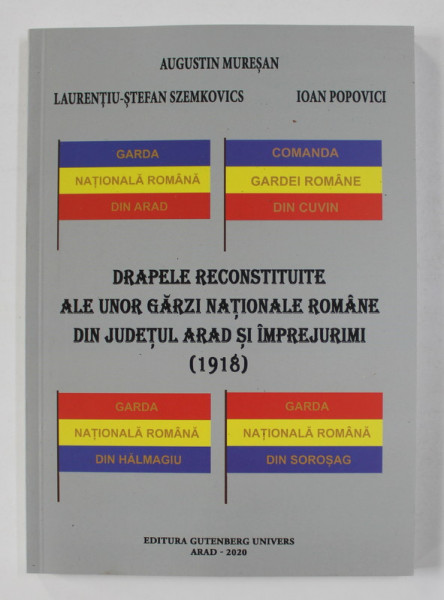 AUGUSTIN MUREȘAN
LAURENȚIU-ȘTEFAN SZEMKOVICS IOAN POPOVICI
GARDA
NAȚIONALĂ ROMÂNĂ
DIN ARAD
COMANDA
GARDEI ROMÂNE
DIN CUVIN
DRAPELE RECONSTITUITE
ALE UNOR GĂRZI NAȚIONALE ROMÂNE
DIN JUDEȚUL ARAD ȘI ÎMPREJURIMI
(1918)
GARDA
NAȚIONALĂ ROMÂNĂ
DIN HĂLMAGIU
GARDA
NAȚIONALĂ ROMÂNĂ
DIN SOROȘAG
EDITURA GUTENBERG UNIVERS
ARAD - 2020